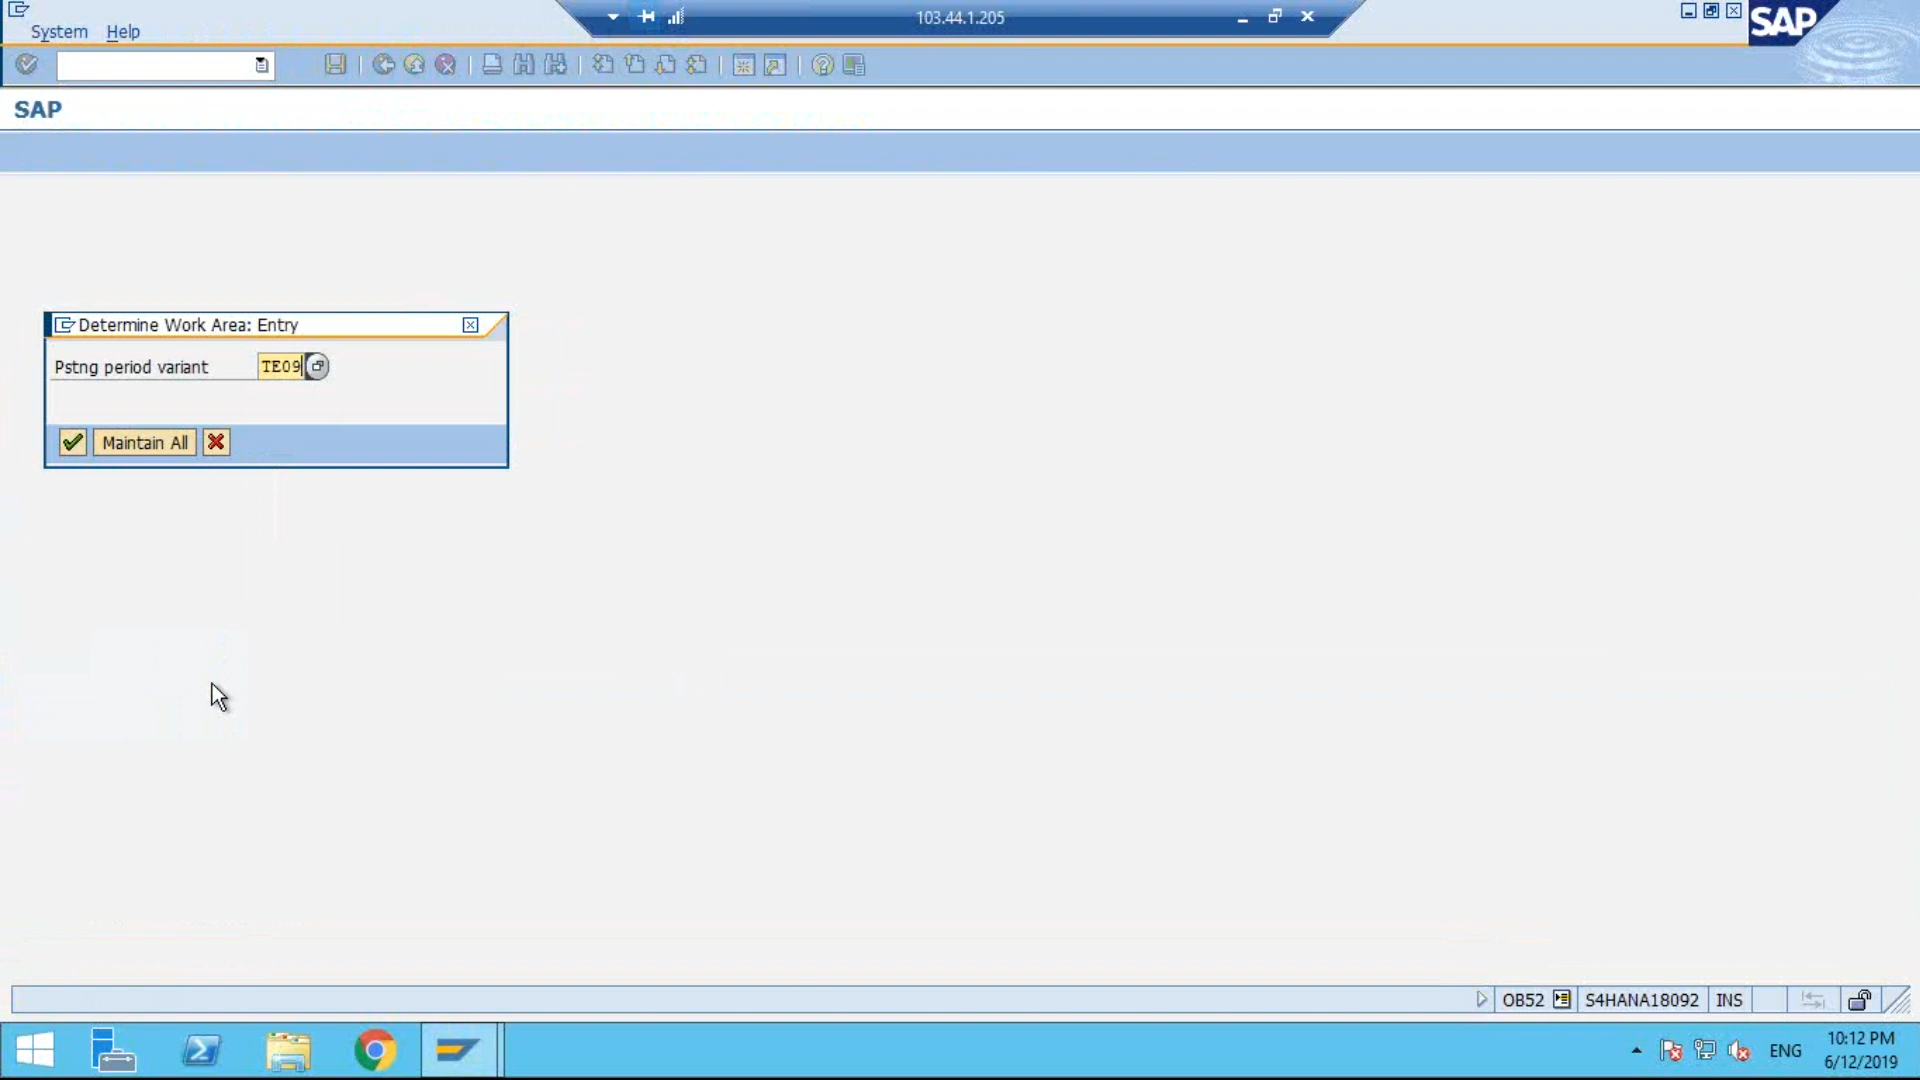 103.44.1.205
SAP
System Help
SAP
Determine Work Area: Entry
Pstng period variant TE09
Maintain All
OB52 S4HANA18092 INS
ENG
10:12 PM
6/12/2019